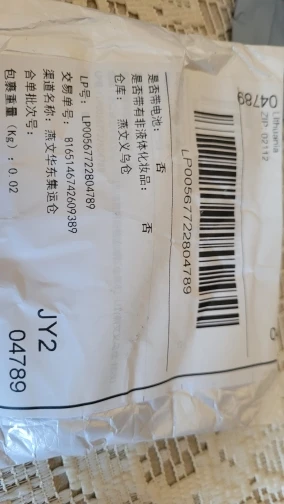 Lithuania
ZIP 02112
04789
LP00567722804789
是否带电池： 否
是否带有非液体化妆品： 否
仓库： 燕文义乌仓
LP号： LP00567722804789
交易单号： 8165146742609389
渠道名称： 燕文华东集运仓
合单批次号：
包裹重量（Kg）：0.02
JY2
04789